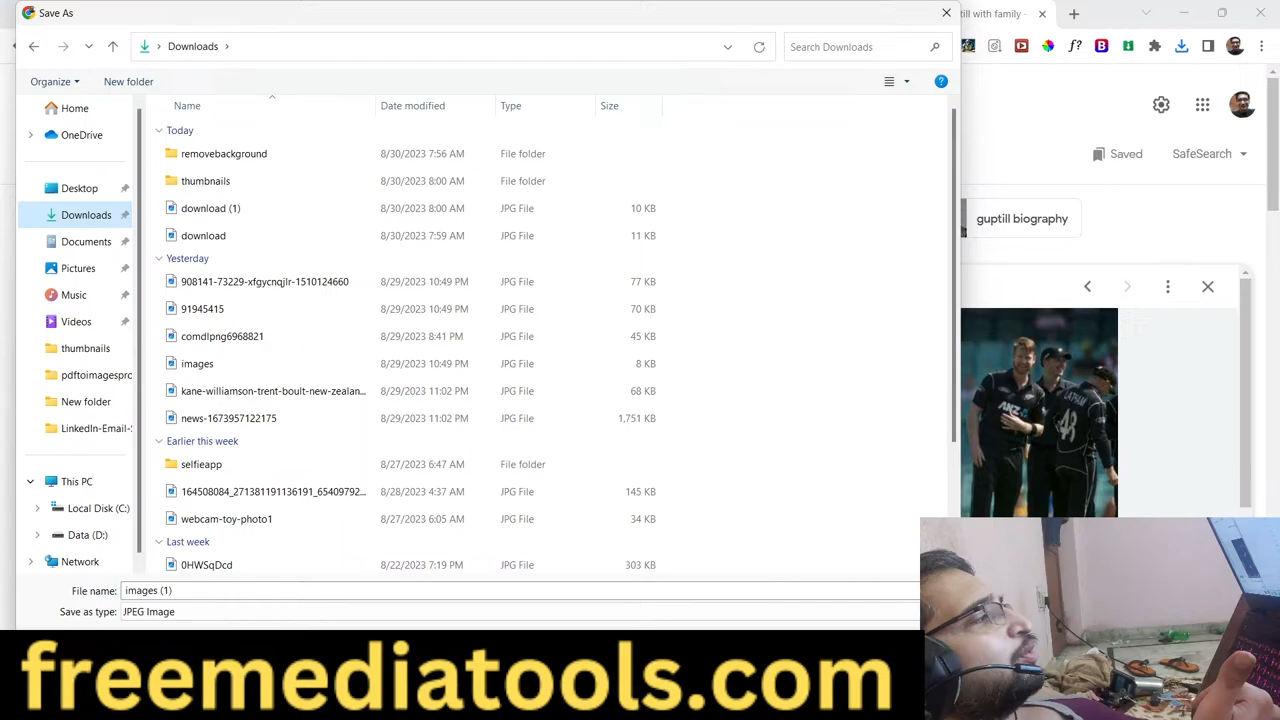 Save As
till with family -
Downloads
Search Downloads
f?
B
Organize
New folder
?
Name
Date modified
Type
Size
Home
OneDrive
Desktop
Downloads
Documents
Pictures
Music
Videos
thumbnails
pdftoimagespro
New folder
LinkedIn-Email-
This PC
Local Disk (C:)
Data (D:)
Network
Today
removebackground 8/30/2023 7:56 AM File folder
thumbnails 8/30/2023 8:00 AM File folder
download (1) 8/30/2023 8:00 AM JPG File 10 KB
download 8/30/2023 7:59 AM JPG File 11 KB
Yesterday
908141-73229-xfgycnqjlr-1510124660 8/29/2023 10:49 PM JPG File 77 KB
91945415 8/29/2023 10:49 PM JPG File 70 KB
comdlpng6968821 8/29/2023 8:41 PM JPG File 45 KB
images 8/29/2023 10:49 PM JPG File 8 KB
kane-williamson-trent-boult-new-zealan... 8/29/2023 11:02 PM JPG File 68 KB
news-1673957122175 8/29/2023 11:02 PM JPG File 1,751 KB
Earlier this week
selfieapp 8/27/2023 6:47 AM File folder
164508084_271381191136191_65409792... 8/28/2023 4:37 AM JPG File 145 KB
webcam-toy-photo1 8/27/2023 6:05 AM JPG File 34 KB
Last week
0HWSqDcd 8/22/2023 7:19 PM JPG File 303 KB
Saved
SafeSearch
guptill biography
ANZ
LATHAM
48
File name: images (1)
Save as type: JPEG Image
freemediatools.com